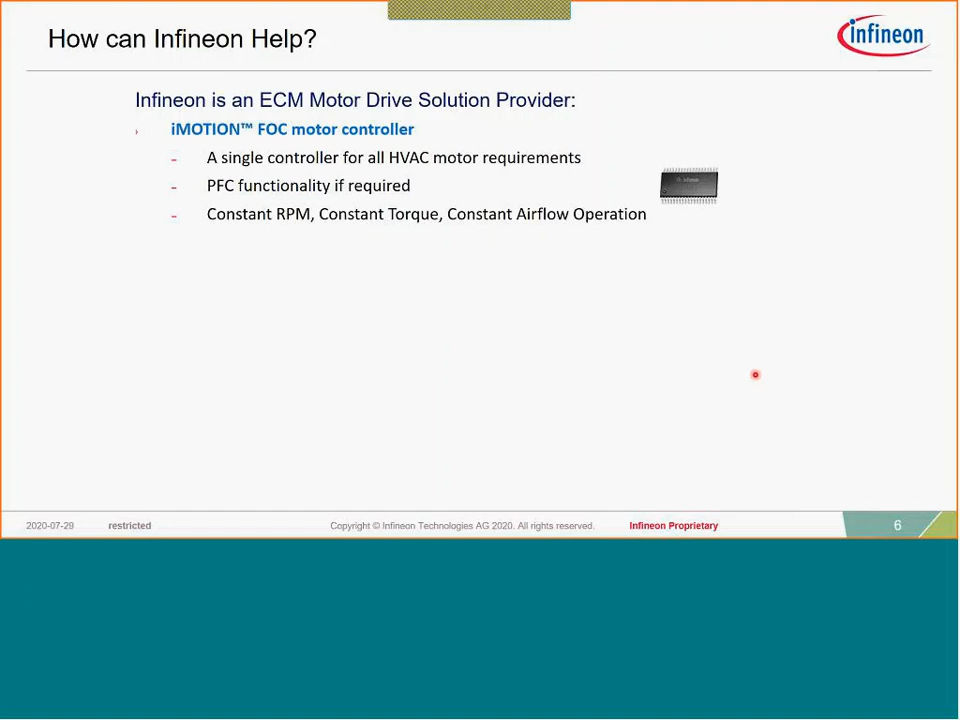 How can Infineon Help?
infineon
Infineon is an ECM Motor Drive Solution Provider:
iMOTION™ FOC motor controller
- A single controller for all HVAC motor requirements
- PFC functionality if required
- Constant RPM, Constant Torque, Constant Airflow Operation
infineon
2020-07-29 restricted Copyright © Infineon Technologies AG 2020. All rights reserved. Infineon Proprietary 6